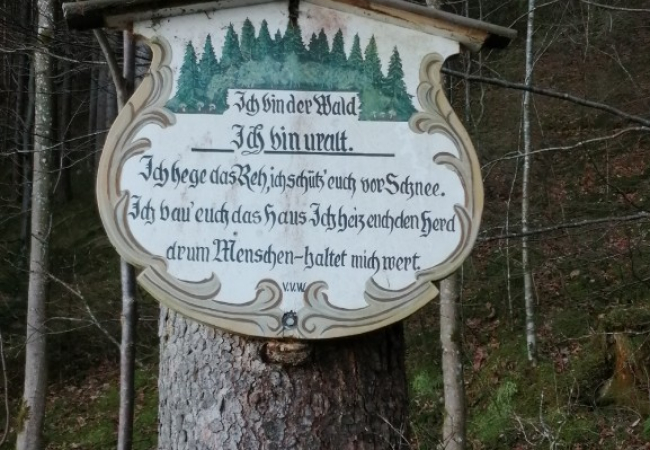 Ich bin der Wald
Ich bin uralt.
Ich hege das Reh, ich schütz' euch vor Schnee.
Ich bau' euch das Haus Ich heiz euch den Herd
drum Menschen-haltet mich wert.
V.V.W.